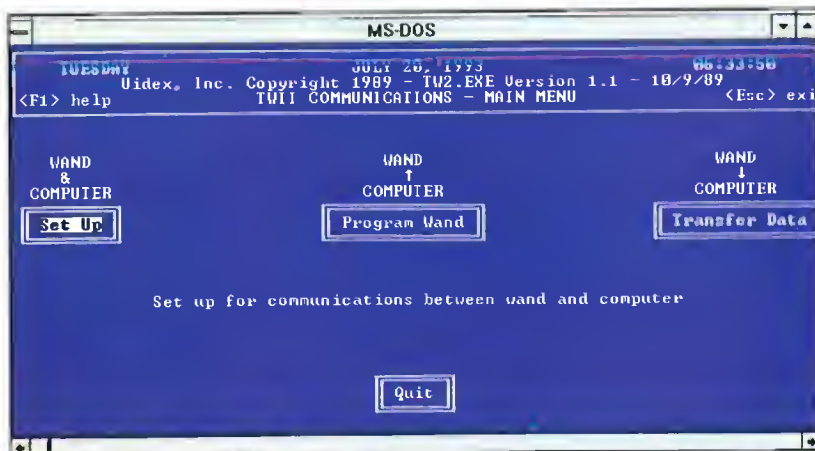 MS-DOS
TUESDAY JULY 20, 1993 06:33:50
Videx, Inc. Copyright 1989 - TW2.EXE Version 1.1 - 10/9/89
<F1> help TWII COMMUNICATIONS - MAIN MENU <Esc> exi
WAND WAND WAND
& ↑ ↓
COMPUTER COMPUTER COMPUTER
Set Up Program Wand Transfer Data
Set up for communications between wand and computer
Quit